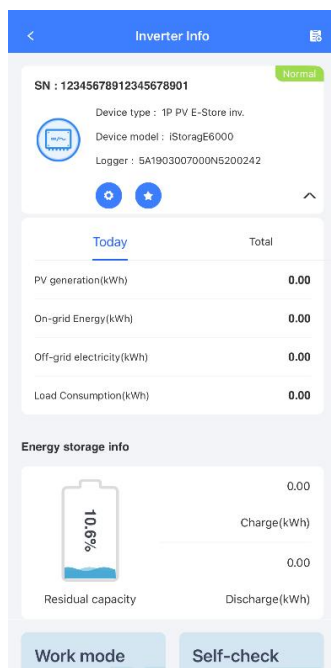 Inverter Info
Normal
SN : 12345678912345678901
Device type : 1P PV E-Store inv.
Device model : iStoragE6000
Logger : 5A1903007000N5200242
Today
Total
PV generation(kWh)
0.00
On-grid Energy(kWh)
0.00
Off-grid electricity(kWh)
0.00
Load Consumption(kWh)
0.00
Energy storage info
10.6%
Residual capacity
0.00
Charge(kWh)
0.00
Discharge(kWh)
Work mode
Self-check